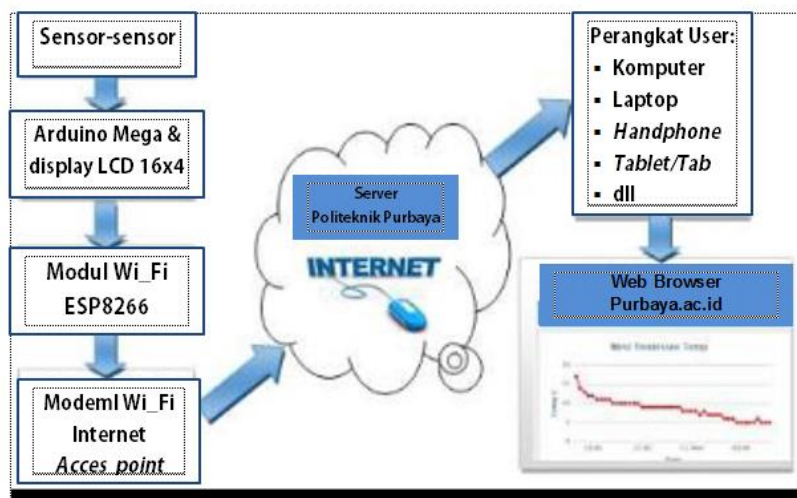 Sensor-sensor
Arduino Mega &
display LCD 16x4
Modul Wi_Fi
ESP8266
Modeml Wi_Fi
Internet
Acces point
Server
Politeknik Purbaya
INTERNET
Perangkat User:
▪ Komputer
▪ Laptop
▪ Handphone
▪ Tablet/Tab
▪ dll
Web Browser
Purbaya.ac.id